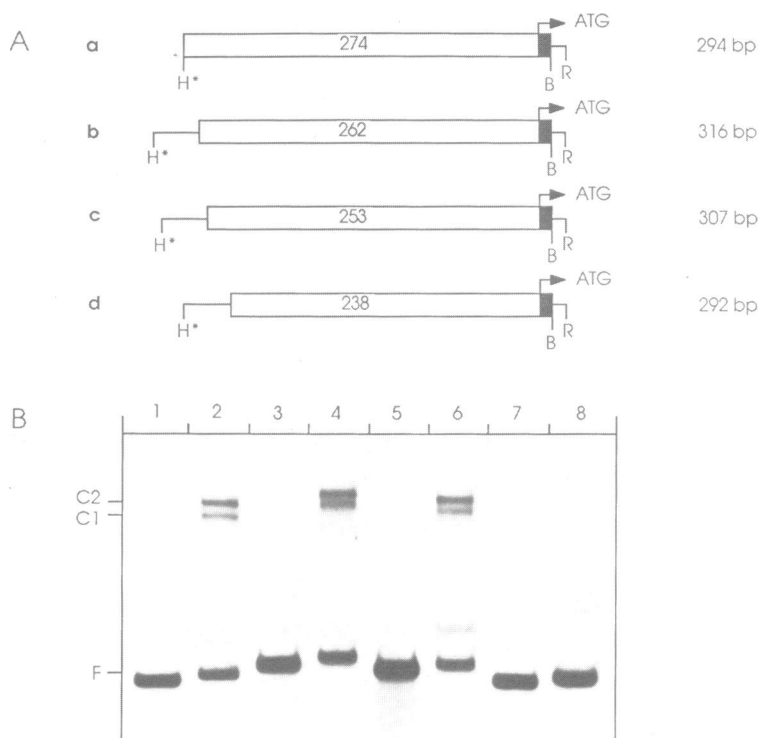 A
a 274 ATG 294 bp
H* B R
b 262 ATG 316 bp
H* B R
c 253 ATG 307 bp
H* B R
d 238 ATG 292 bp
H* B R
B
1 2 3 4 5 6 7 8
C2
C1
F